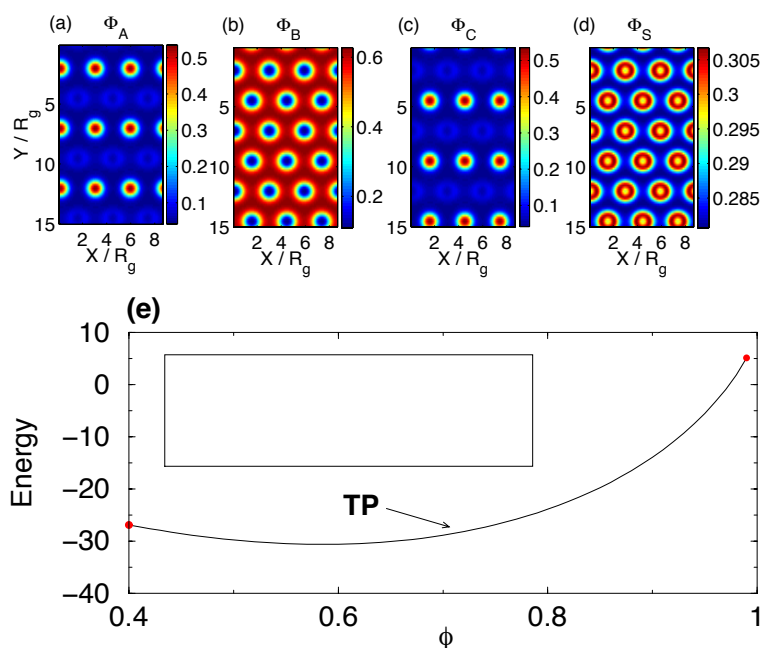 (a) Φ_A (b) Φ_B (c) Φ_C (d) Φ_S
Y / R_g
5
10
15
2 4 6 8
X / R_g
0.5
0.4
0.3
0.2
0.1
5
10
15
2 4 6 8
X / R_g
0.6
0.4
0.2
5
10
15
2 4 6 8
X / R_g
0.5
0.4
0.3
0.2
0.1
5
10
15
2 4 6 8
X / R_g
0.305
0.3
0.295
0.29
0.285
(e)
Energy
10
0
−10
−20
−30
−40
TP
0.4 0.6 0.8 1
ϕ